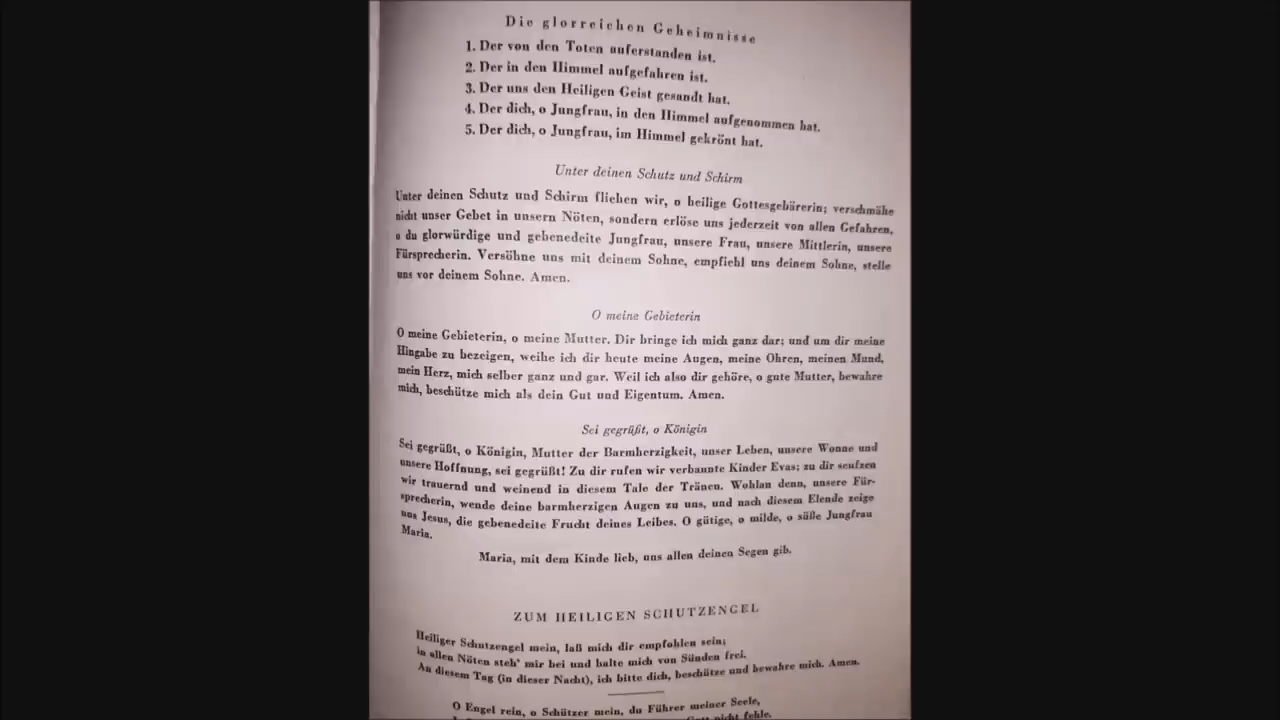 Die glorreichen Geheimnisse
1. Der von den Toten auferstanden ist.
2. Der in den Himmel aufgefahren ist.
3. Der uns den Heiligen Geist gesandt hat.
4. Der dich, o Jungfrau, in den Himmel aufgenommen hat.
5. Der dich, o Jungfrau, im Himmel gekrönt hat.
Unter deinen Schutz und Schirm
Unter deinen Schutz und Schirm fliehen wir, o heilige Gottesgebärerin; verschmähe
nicht unser Gebet in unsern Nöten, sondern erlöse uns jederzeit von allen Gefahren,
o du glorwürdige und gebenedeite Jungfrau, unsere Frau, unsere Mittlerin, unsere
Fürsprecherin. Versöhne uns mit deinem Sohne, empfiehl uns deinem Sohne, stelle
uns vor deinem Sohne. Amen.
O meine Gebieterin
O meine Gebieterin, o meine Mutter. Dir bringe ich mich ganz dar; und um dir meine
Hingabe zu bezeigen, weihe ich dir heute meine Augen, meine Ohren, meinen Mund,
mein Herz, mich selber ganz und gar. Weil ich also dir gehöre, o gute Mutter, bewahre
mich, beschütze mich als dein Gut und Eigentum. Amen.
Sei gegrüßt, o Königin
Sei gegrüßt, o Königin, Mutter der Barmherzigkeit, unser Leben, unsere Wonne und
unsere Hoffnung, sei gegrüßt! Zu dir rufen wir verbannte Kinder Evas; zu dir seufzen
wir trauernd und weinend in diesem Tale der Tränen. Wohlan denn, unsere Für-
sprecherin, wende deine barmherzigen Augen zu uns, und nach diesem Elende zeige
uns Jesus, die gebenedeite Frucht deines Leibes. O gütige, o milde, o süße Jungfrau
Maria.
Maria, mit dem Kinde lieb, uns allen deinen Segen gib.
ZUM HEILIGEN SCHUTZENGEL
Heiliger Schutzengel mein, laß mich dir empfohlen sein;
in allen Nöten steh' mir bei und halte mich von Sünden frei.
An diesem Tag (in dieser Nacht), ich bitte dich, beschütze und bewahre mich. Amen.
O Engel rein, o Schützer mein, du Führer meiner Seele,
Gott nicht fehle.